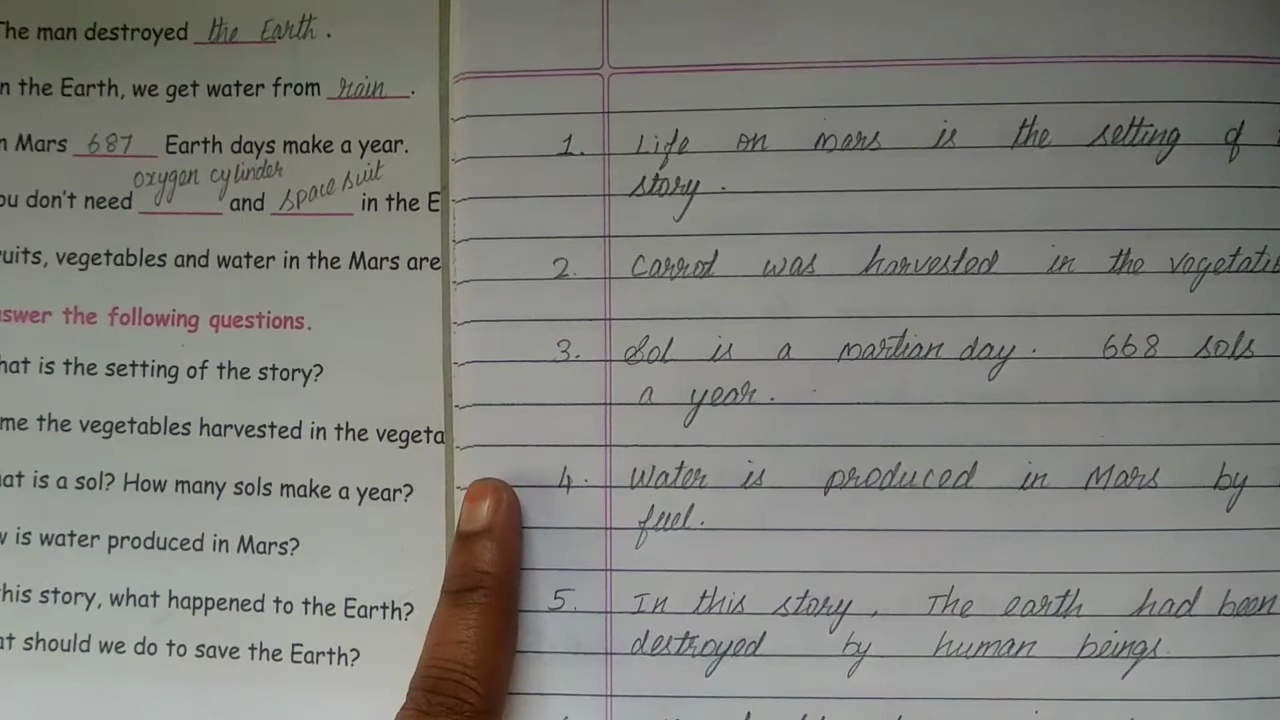 The man destroyed the Earth.
n the Earth, we get water from rain.
n Mars 687 Earth days make a year.
oxygen cylinder
ou don't need and space suit in the E
uits, vegetables and water in the Mars are
swer the following questions.
hat is the setting of the story?
me the vegetables harvested in the vegeta
at is a sol? How many sols make a year?
w is water produced in Mars?
his story, what happened to the Earth?
at should we do to save the Earth?
1. Life on mars is the setting of
story.
2. Carrot was harvested in the vegetati
3. Sol is a martian day. 668 sols
a year.
4. Water is produced in Mars by
fuel.
5. In this story, The earth had been
destroyed by human beings.